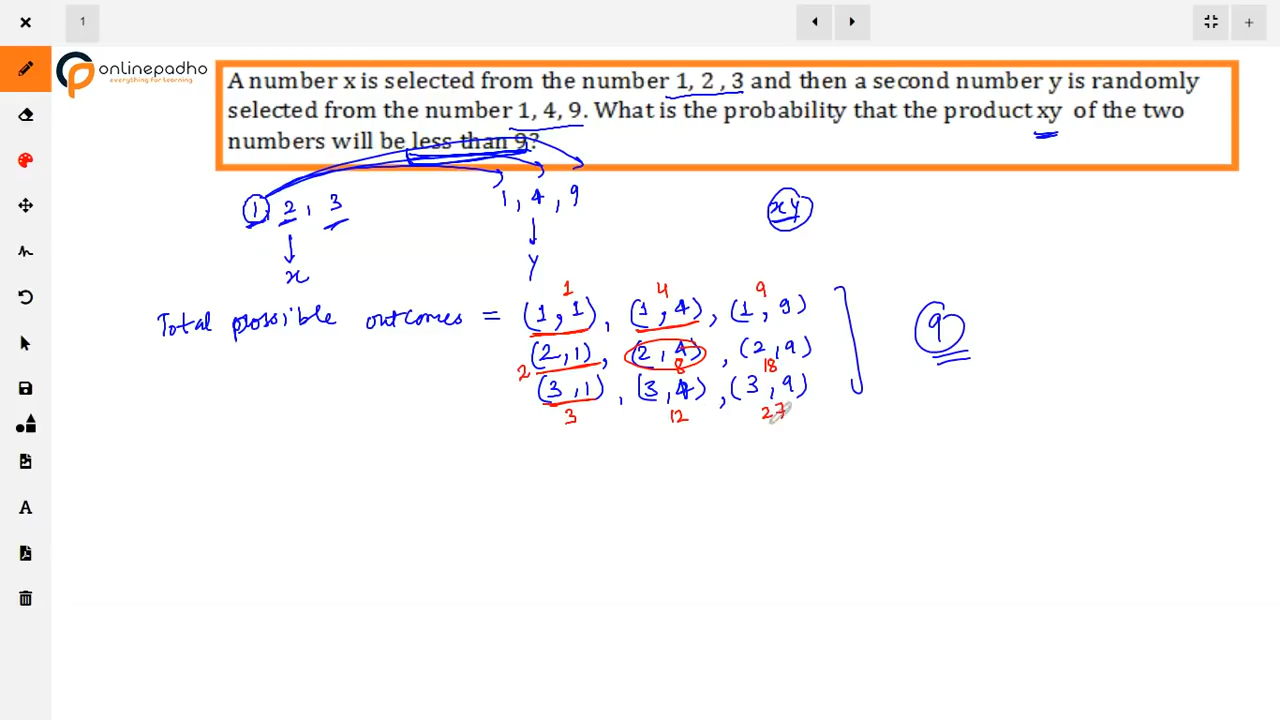 1
onlinepadho
everything for learning
A number x is selected from the number 1, 2 , 3 and then a second number y is randomly
selected from the number 1, 4, 9. What is the probability that the product xy of the two
numbers will be less than 9?
1, 2, 3
1, 4, 9
xy
x
y
1 4 9
Total prossible outcomes = (1, 1), (1, 4), (1, 9)
9
(2, 1), (2, 4), (2, 9)
2 8 18
(3, 1), (3, 4), (3, 9)
3 12 27
A